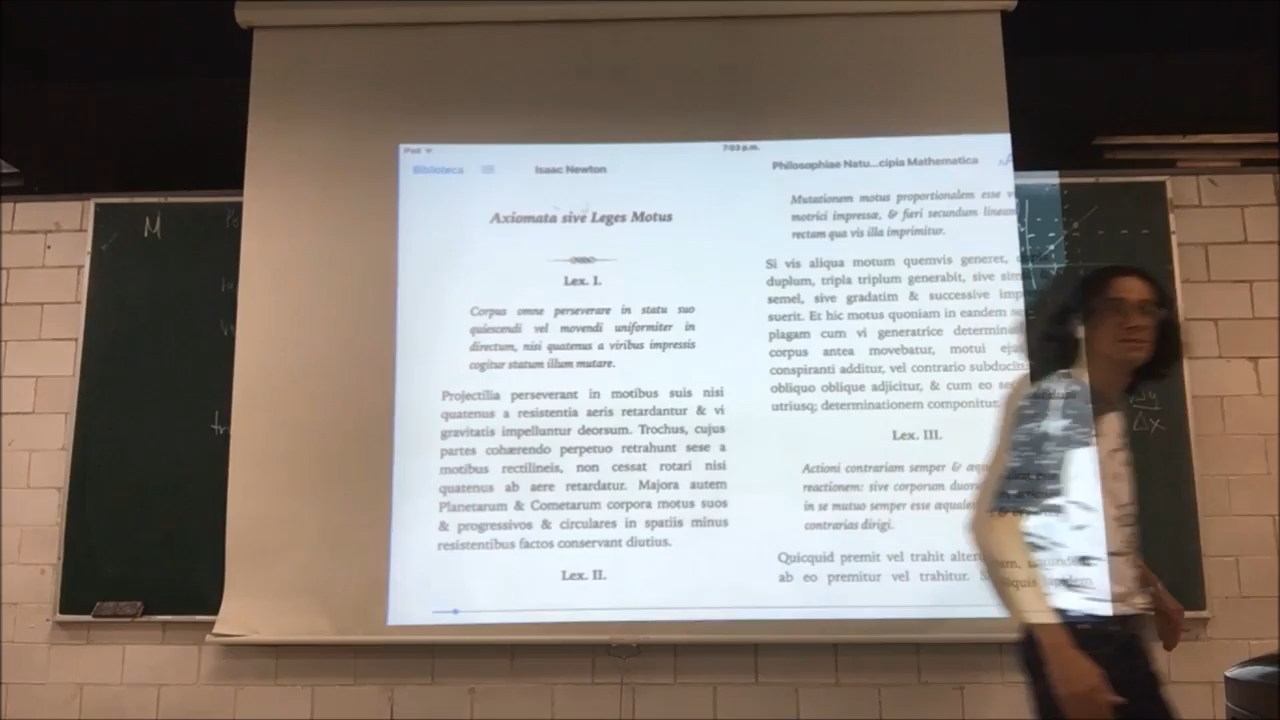 iPad
7:03 p.m.
Biblioteca
Isaac Newton
Philosophiae Natu...cipia Mathematica
Axiomata sive Leges Motus
Lex. I.
Corpus omne perseverare in statu suo
quiescendi vel movendi uniformiter in
directum, nisi quatenus a viribus impressis
cogitur statum illum mutare.
Projectilia perseverant in motibus suis nisi
quatenus a resistentia aeris retardantur & vi
gravitatis impelluntur deorsum. Trochus, cujus
partes cohærendo perpetuo retrahunt sese a
motibus rectilineis, non cessat rotari nisi
quatenus ab aere retardatur. Majora autem
Planetarum & Cometarum corpora motus suos
& progressivos & circulares in spatiis minus
resistentibus factos conservant diutius.
Lex. II.
Mutationem motus proportionalem esse
motrici impressæ, & fieri secundum lineam
rectam qua vis illa imprimitur.
Si vis aliqua motum quemvis generet,
duplum, tripla triplum generabit, sive
semel, sive gradatim & successive
suerit. Et hic motus quoniam in eandem
plagam cum vi generatrice
corpus antea movebatur, motui
conspiranti additur, vel contrario
obliquo oblique adjicitur, & cum eo
utriusq; determinationem componitur.
Lex. III.
Actioni contrariam semper &
reactionem: sive corporum
in se mutuo semper esse
contrarias dirigi.
Quicquid premit vel trahit
ab eo premitur vel trahitur.
M
Δx